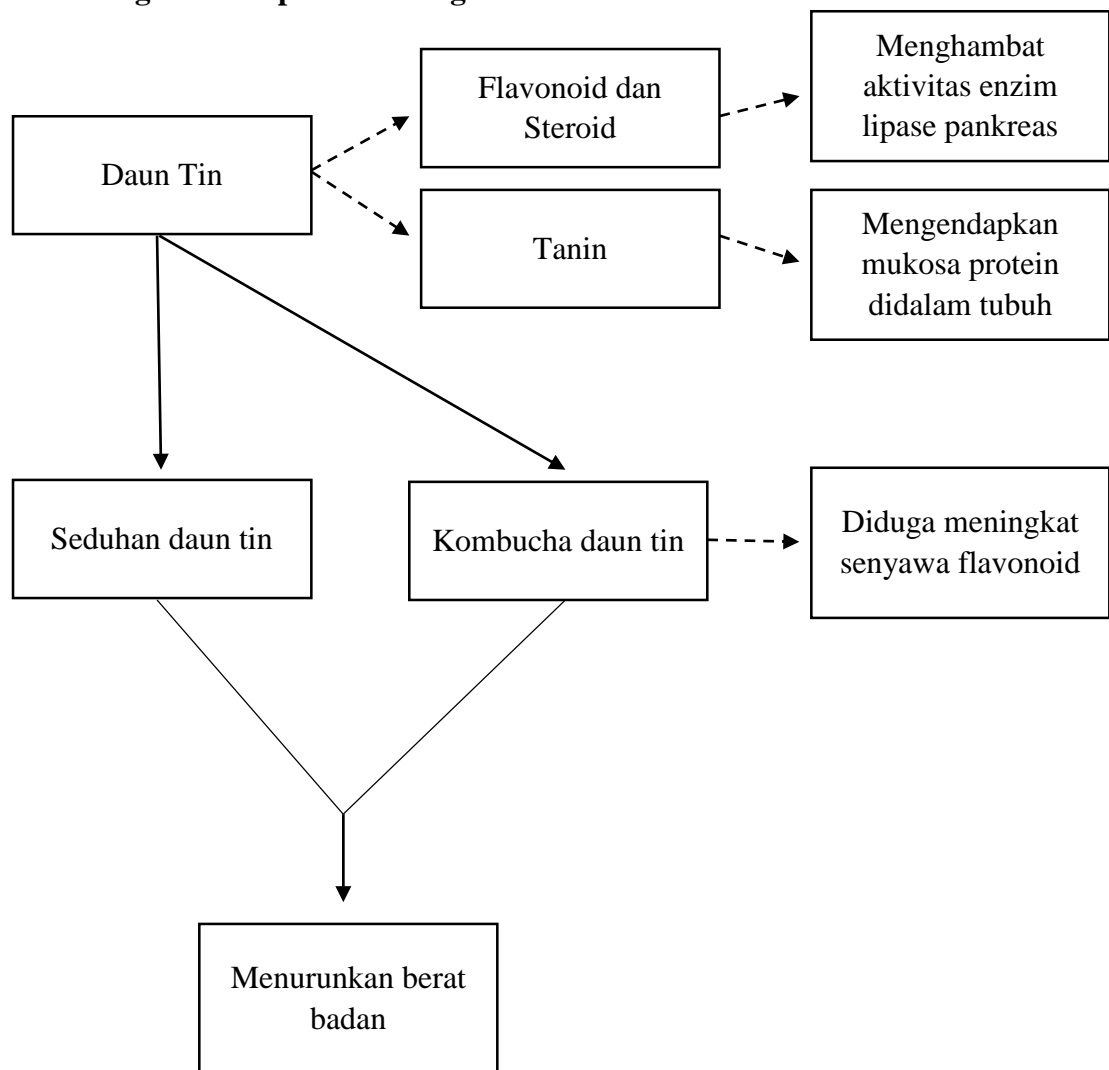 Flavonoid dan
Steroid
Menghambat
aktivitas enzim
lipase pankreas
Daun Tin
Tanin
Mengendapkan
mukosa protein
didalam tubuh
Seduhan daun tin
Kombucha daun tin
Diduga meningkat
senyawa flavonoid
Menurunkan berat
badan